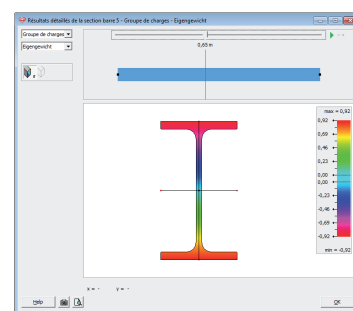 Résultats détaillés de la section barre 5 - Groupe de charges - Eigengewicht
Groupe de charges
Eigengewicht
0,65 m
max = 0,92
0,92
0,69
0,46
0,23
0,00
0,00
-0,23
-0,46
-0,69
-0,92
min = -0,92
x = - y = -
Help
OK